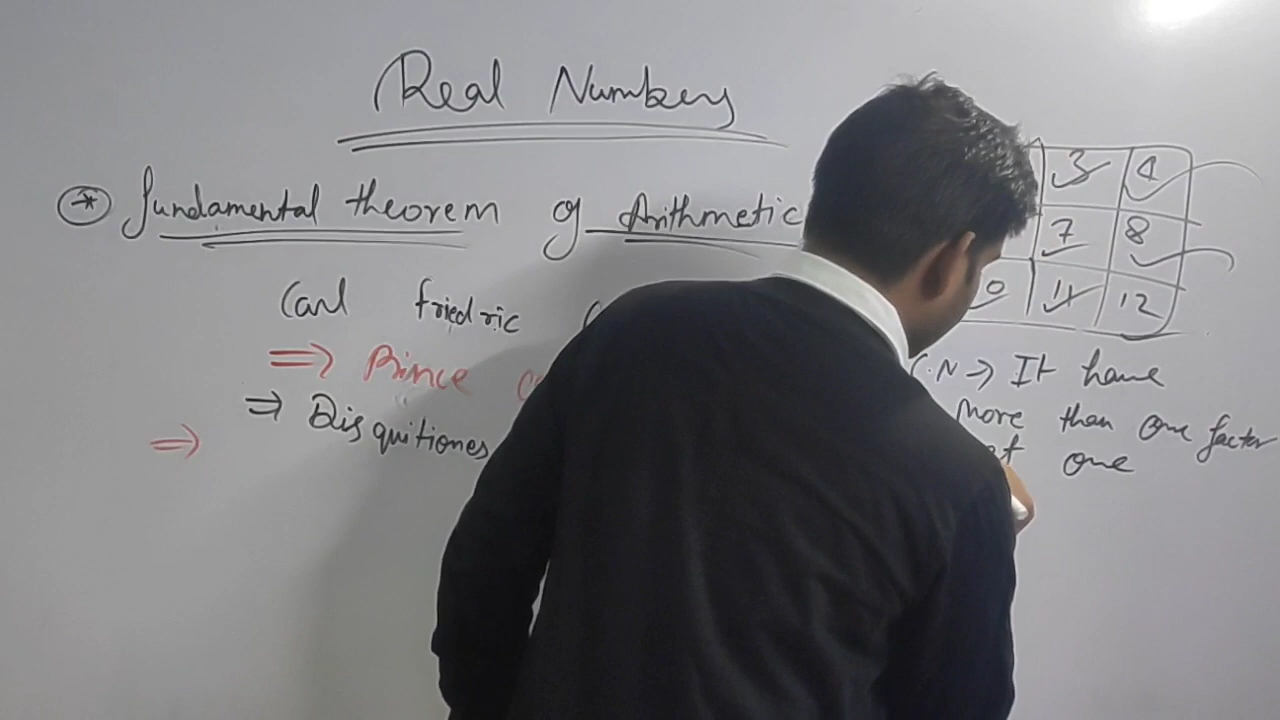 Real Numbers
* fundamental theorem of Arithmetic
Carl friedric
⇒ Prince
⇒ Disquitiones
⇒
3 4
7 8
0 11 12
C.N → It have
more than one factor
one